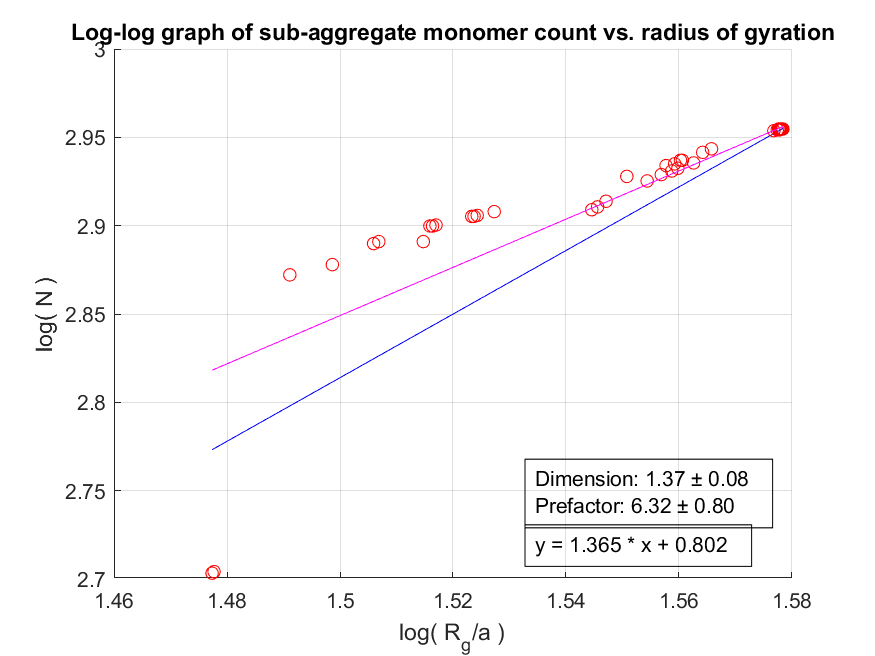 Log-log graph of sub-aggregate monomer count vs. radius of gyration
3
2.95
2.9
2.85
2.8
2.75
2.7
log( N )
Dimension: 1.37 ± 0.08
Prefactor: 6.32 ± 0.80
y = 1.365 * x + 0.802
1.46 1.48 1.5 1.52 1.54 1.56 1.58
log( R_g/a )